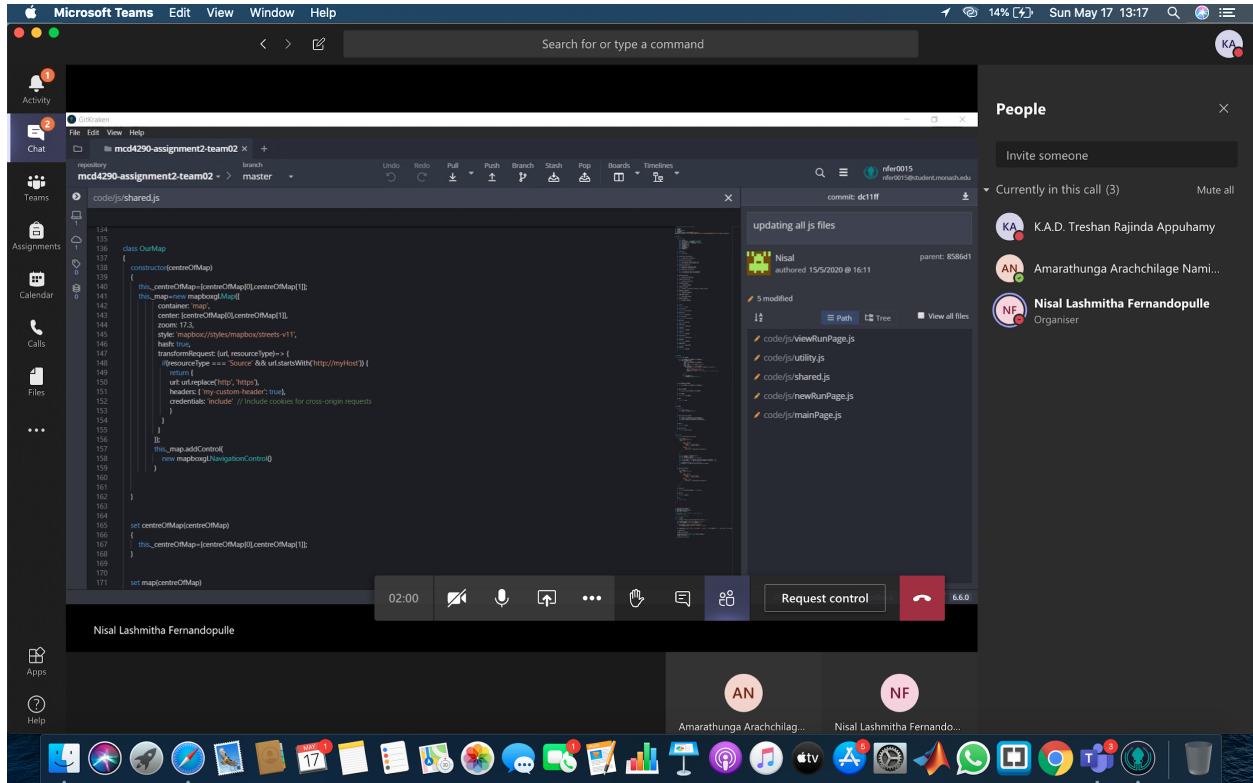 Microsoft Teams Edit View Window Help
14% Sun May 17 13:17
Search for or type a command
KA
1
Activity
2
Chat
Teams
Assignments
Calendar
Calls
Files
Apps
Help
GitKraken
File Edit View Help
mcd4290-assignment2-team02
repository
mcd4290-assignment2-team02
branch
master
Undo Redo Pull Push Branch Stash Pop Boards Timelines
nfer0015
nfer0015@student.monash.edu
code/js/shared.js
134
135
136 class OurMap
137 {
138 constructor(centreOfMap)
139 {
140 this._centreOfMap=[centreOfMap[0],centreOfMap[1]];
141 this._map=new mapboxgl.Map({
142 container: 'map',
143 center: [centreOfMap[0],centreOfMap[1]],
144 zoom: 17.3,
145 style: 'mapbox://styles/mapbox/streets-v11',
146 hash: true,
147 transformRequest: (url, resourceType)=> {
148 if(resourceType === 'Source' && url.startsWith('http://myHost')) {
149 return {
150 url: url.replace('http', 'https'),
151 headers: { 'my-custom-header': true},
152 credentials: 'include' // Include cookies for cross-origin requests
153 }
154 }
155 }
156 });
157 this._map.addControl(
158 new mapboxgl.NavigationControl()
159 )
160
161
162 }
163
164
165 set centreOfMap(centreOfMap)
166 {
167 this._centreOfMap=[centreOfMap[0],centreOfMap[1]];
168 }
169
170
171 set map(centreOfMap)
commit: dc11ff
updating all js files
Nisal
authored 15/5/2020 @ 16:11
parent: 8586d1
5 modified
Path Tree View all files
code/js/viewRunPage.js
code/js/utility.js
code/js/shared.js
code/js/newRunPage.js
code/js/mainPage.js
6.6.0
02:00
Request control
Nisal Lashmitha Fernandopulle
AN
Amarathunga Arachchilag...
NF
Nisal Lashmitha Fernando...
People
Invite someone
Currently in this call (3) Mute all
KA
K.A.D. Treshan Rajinda Appuhamy
AN
Amarathunga Arachchilage Nami...
NF
Nisal Lashmitha Fernandopulle
Organiser
MAY
17
1
1
5
tv
3